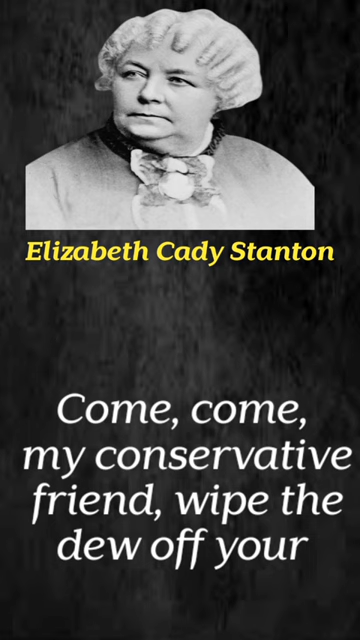 Elizabeth Cady Stanton
Come, come,
my conservative
friend, wipe the
dew off your